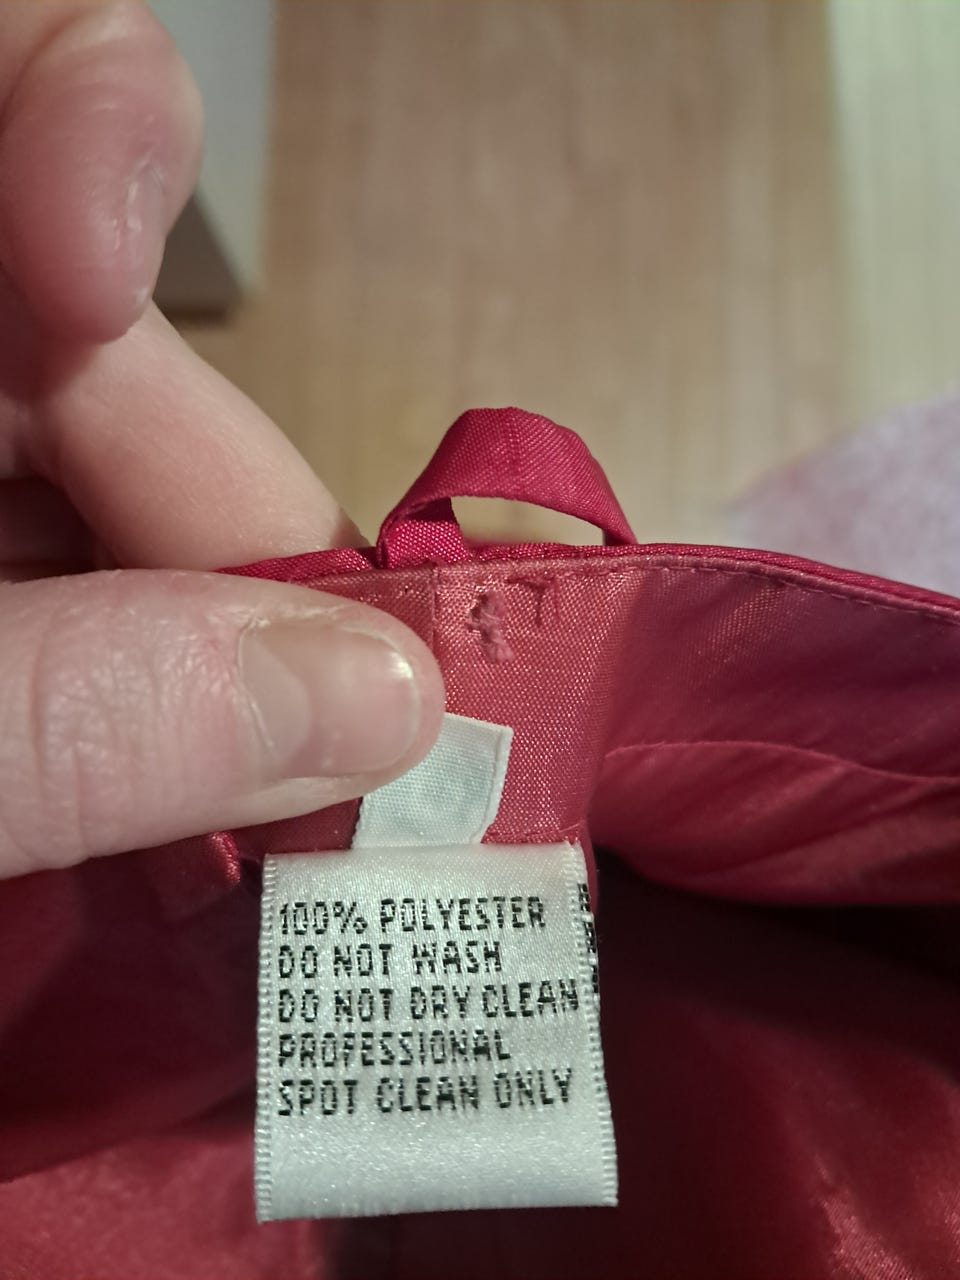 100% POLYESTER
DO NOT WASH
DO NOT DRY CLEAN
PROFESSIONAL
SPOT CLEAN ONLY